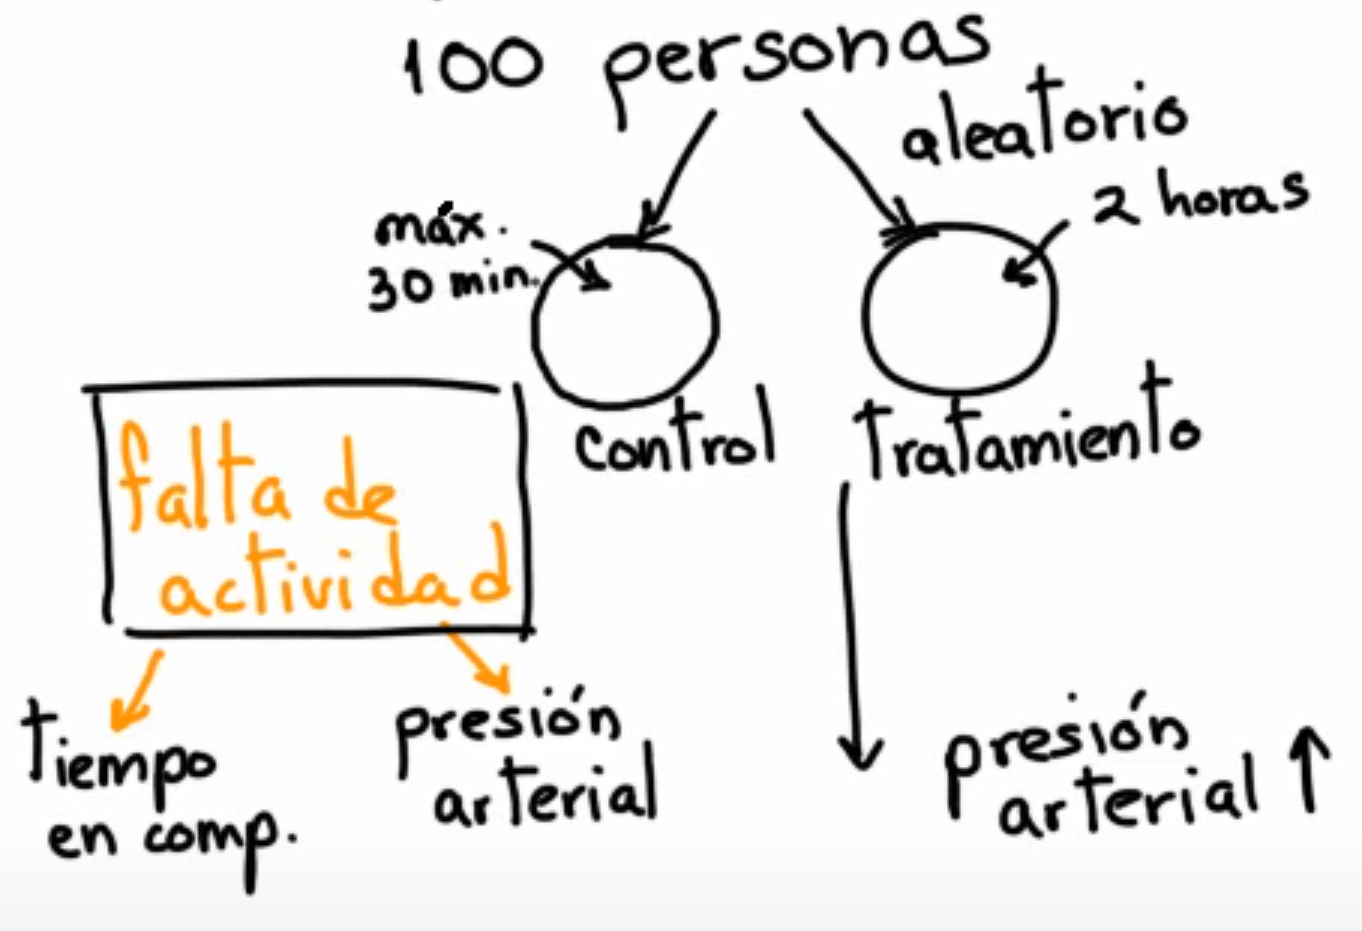 100 personas
aleatorio
máx.
30 min.
2 horas
control
tratamiento
falta de
actividad
tiempo
en comp.
presión
arterial
presión
arterial ↑